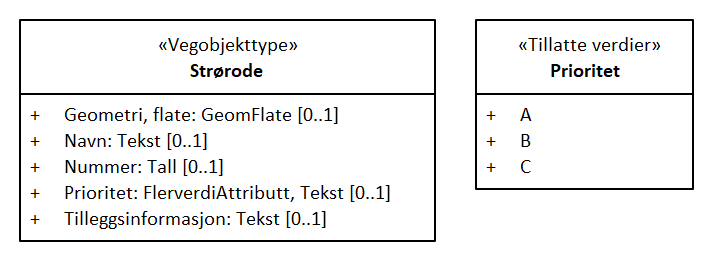 «Vegobjekttype»
Strørode
+ Geometri, flate: GeomFlate [0..1]
+ Navn: Tekst [0..1]
+ Nummer: Tall [0..1]
+ Prioritet: FlerverdiAttributt, Tekst [0..1]
+ Tilleggsinformasjon: Tekst [0..1]
«Tillatte verdier»
Prioritet
+ A
+ B
+ C